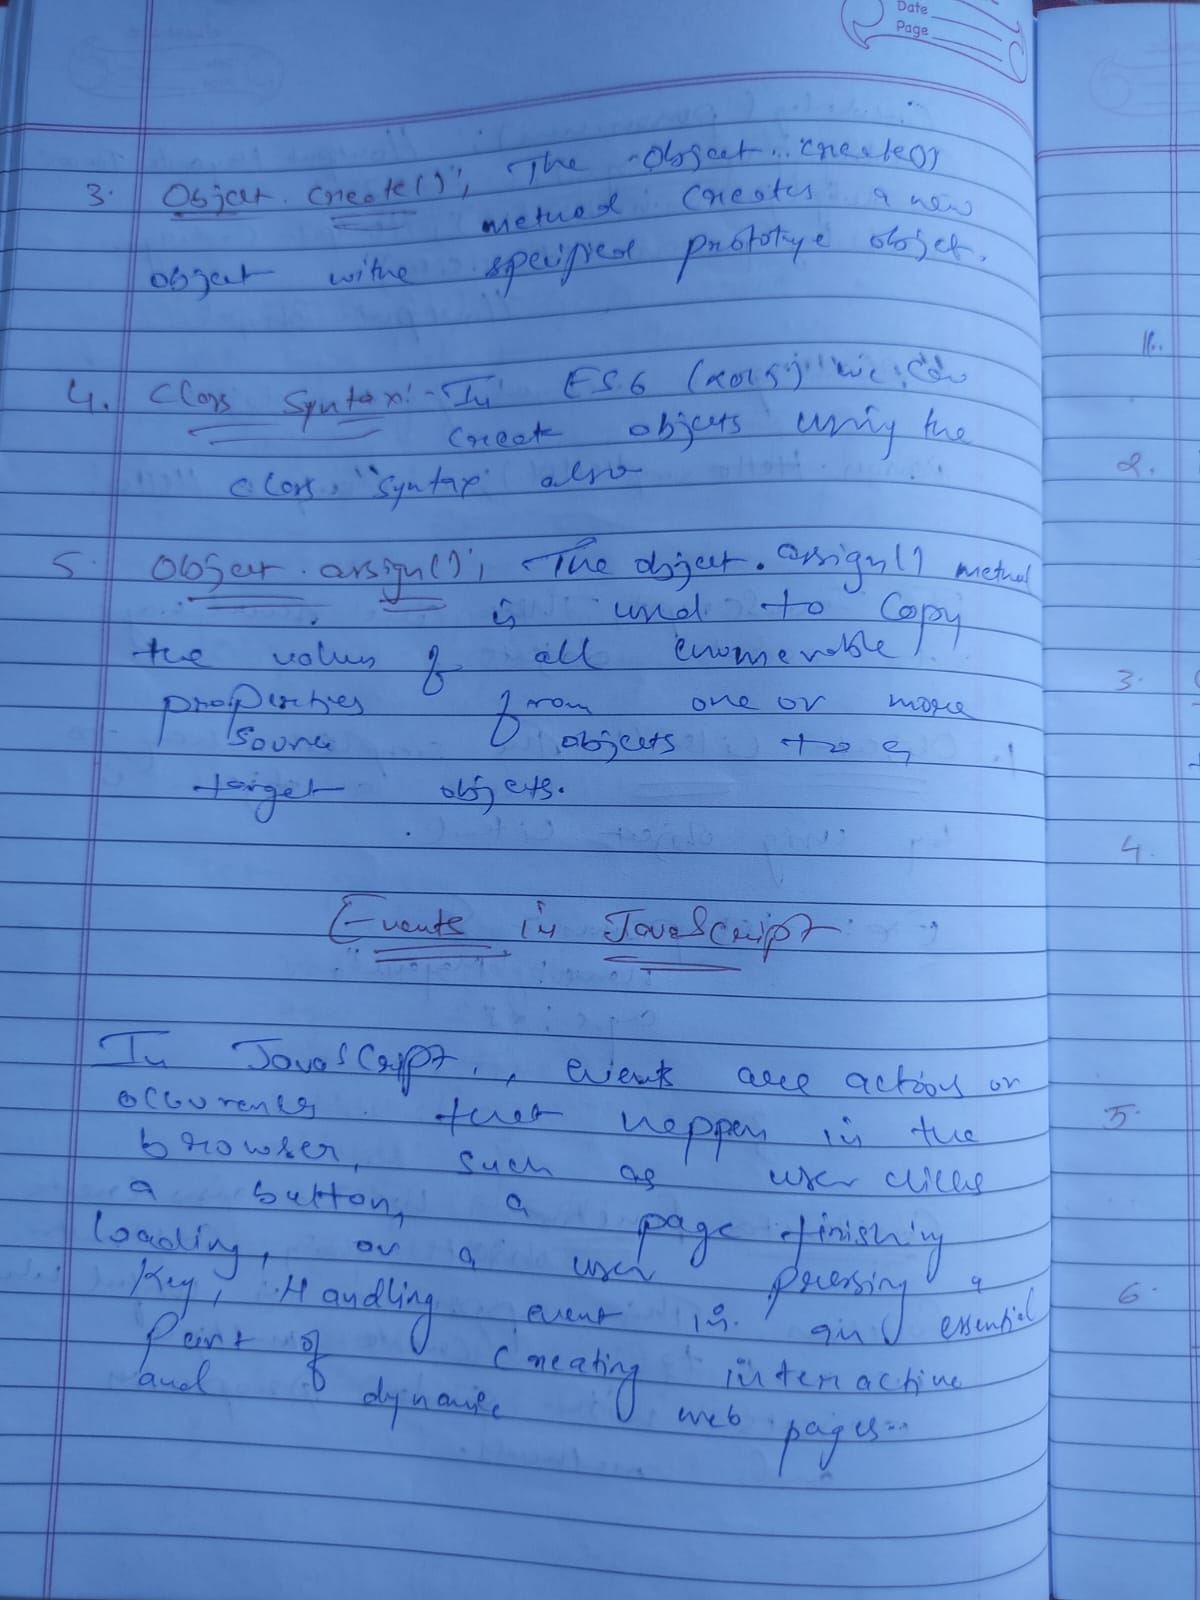 Date
Page
3. Object. create()", The Object. create()
method creates a new
object withe specified prototype object.
4. Class Syntax:- In ES6 (2015) we can
create objects using the
class "syntax" also
5. Object. assign()", The object. assign() method
is used to copy
the values of all enumerable
properties from one or more
source objects to a
target objects.
Events in JavaScript
In JavaScript, events are actions or
occurences that happen in the
browser, such as user clicks
a button, a page finishing
loading, or a user pressing a
Key, Handling event is an essential
Part of creating interactive
and dynamic web pages...
11.
2.
3.
4.
5.
6.